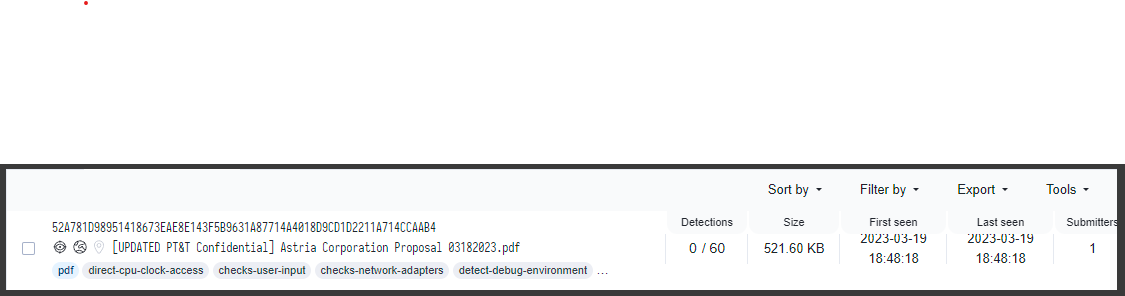 Sort by Filter by Export Tools
Detections Size First seen Last seen Submitters
52A781D98951418673EAE8E143F5B9631A87714A4018D9CD1D2211A714CCAAB4
[UPDATED PT&T Confidential] Astria Corporation Proposal 03182023.pdf 0 / 60 521.60 KB 2023-03-19 18:48:18 2023-03-19 18:48:18 1
pdf direct-cpu-clock-access checks-user-input checks-network-adapters detect-debug-environment ...